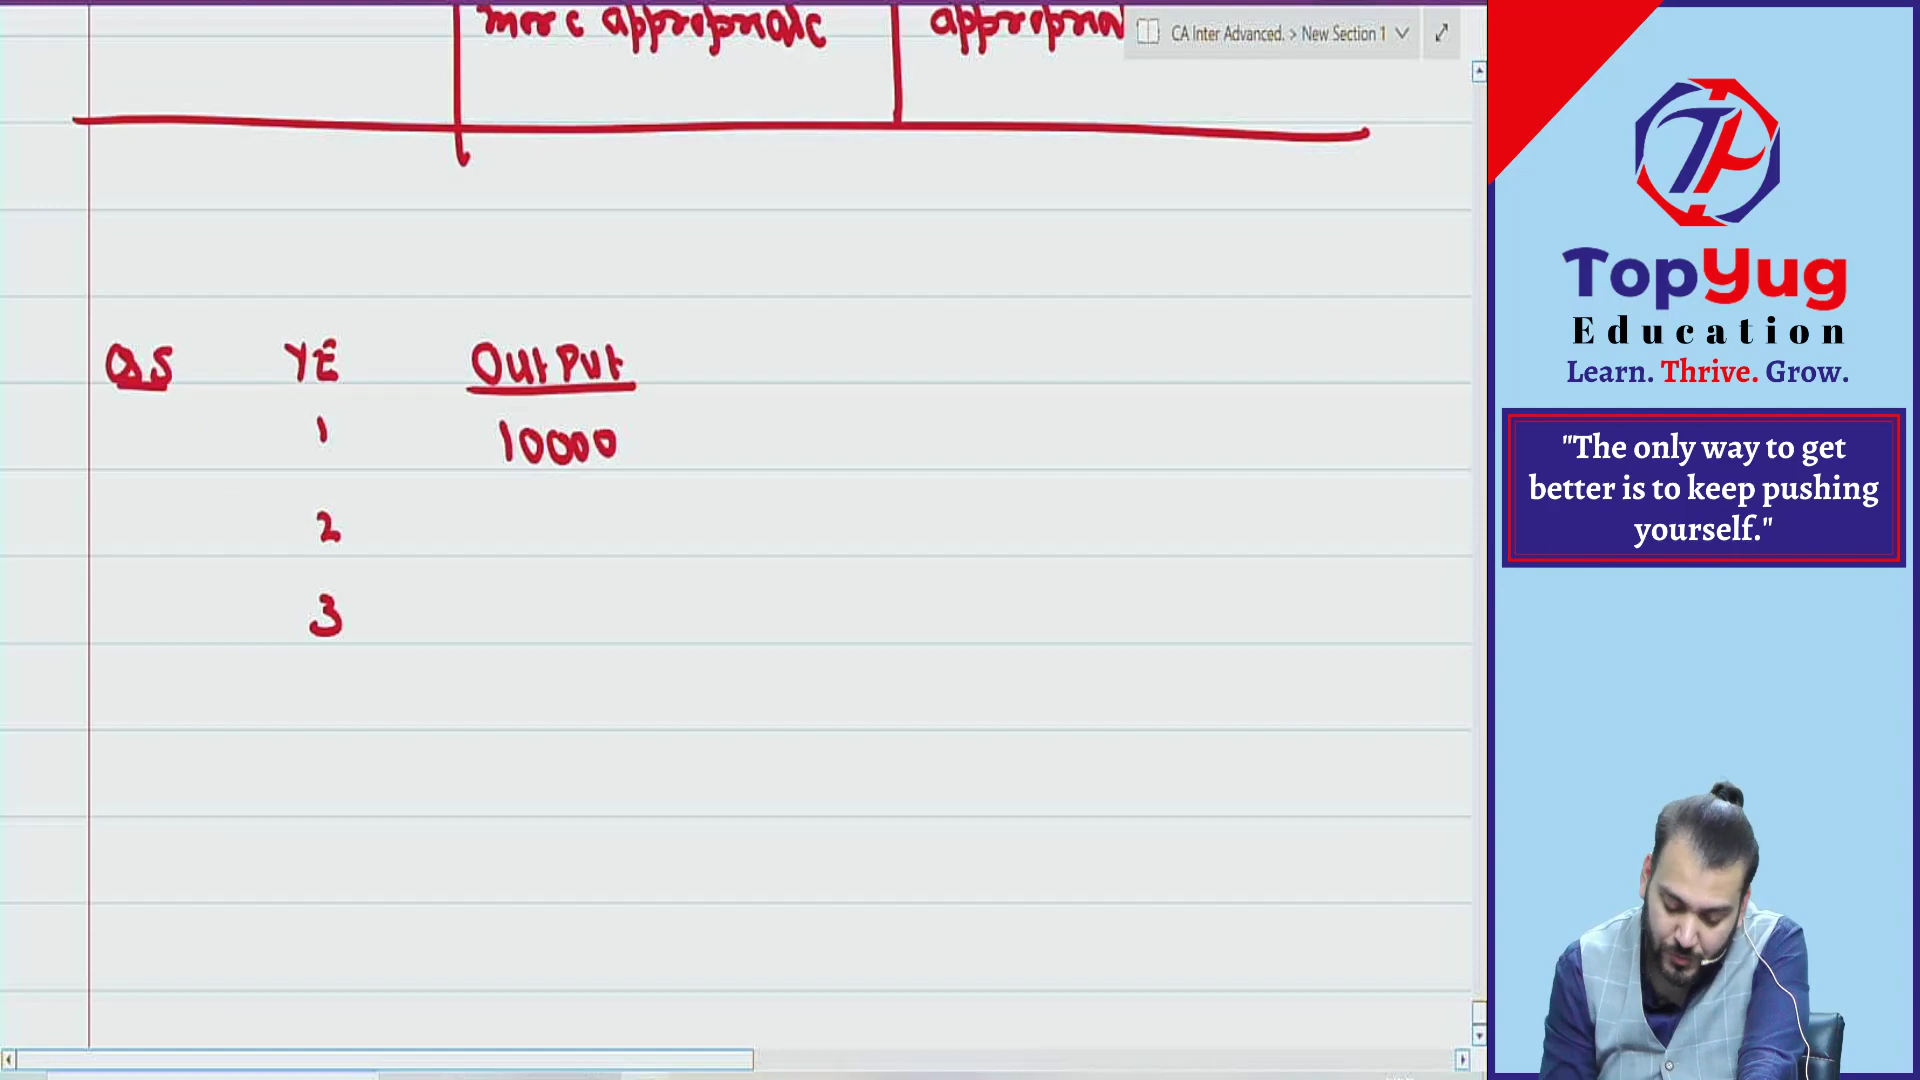 more appropriate
appropria
CA Inter Advanced. > New Section 1
Q5 YE OutPut
1 10000
2
3
TopYug
Education
Learn. Thrive. Grow.
"The only way to get
better is to keep pushing
yourself."